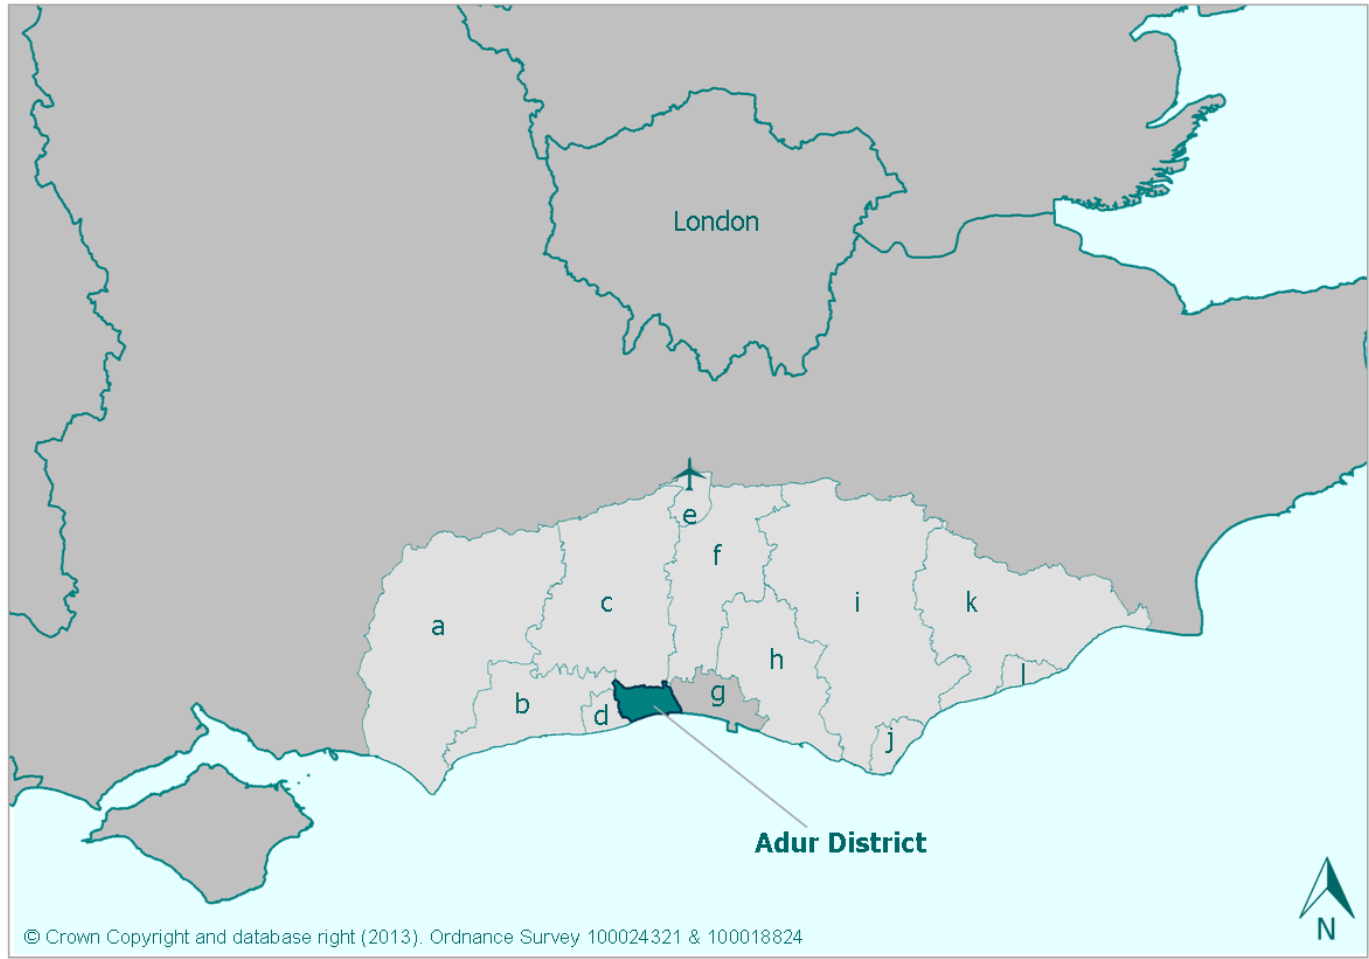 London
e
f
c
i
k
a
h
l
b
g
d
j
Adur District
N
© Crown Copyright and database right (2013). Ordnance Survey 100024321 & 100018824